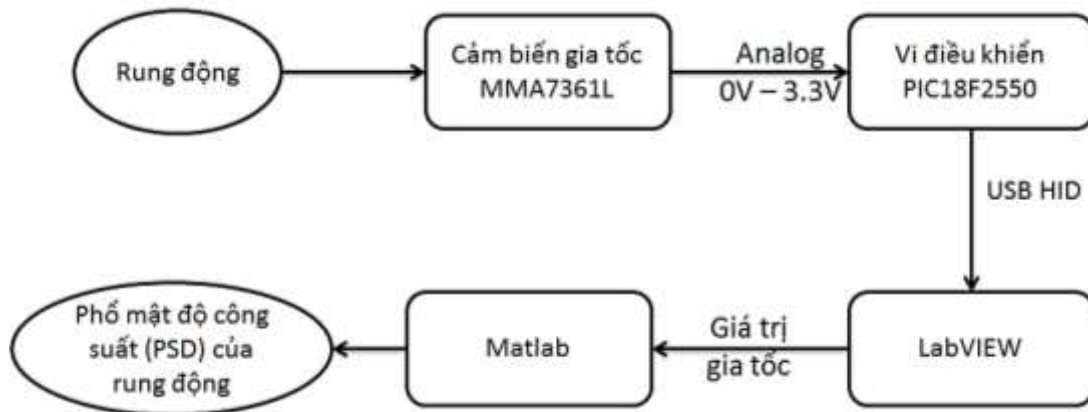 Rung động
Cảm biến gia tốc
MMA7361L
Analog
0V – 3.3V
Vi điều khiển
PIC18F2550
USB HID
LabVIEW
Giá trị
gia tốc
Matlab
Phổ mật độ công
suất (PSD) của
rung động